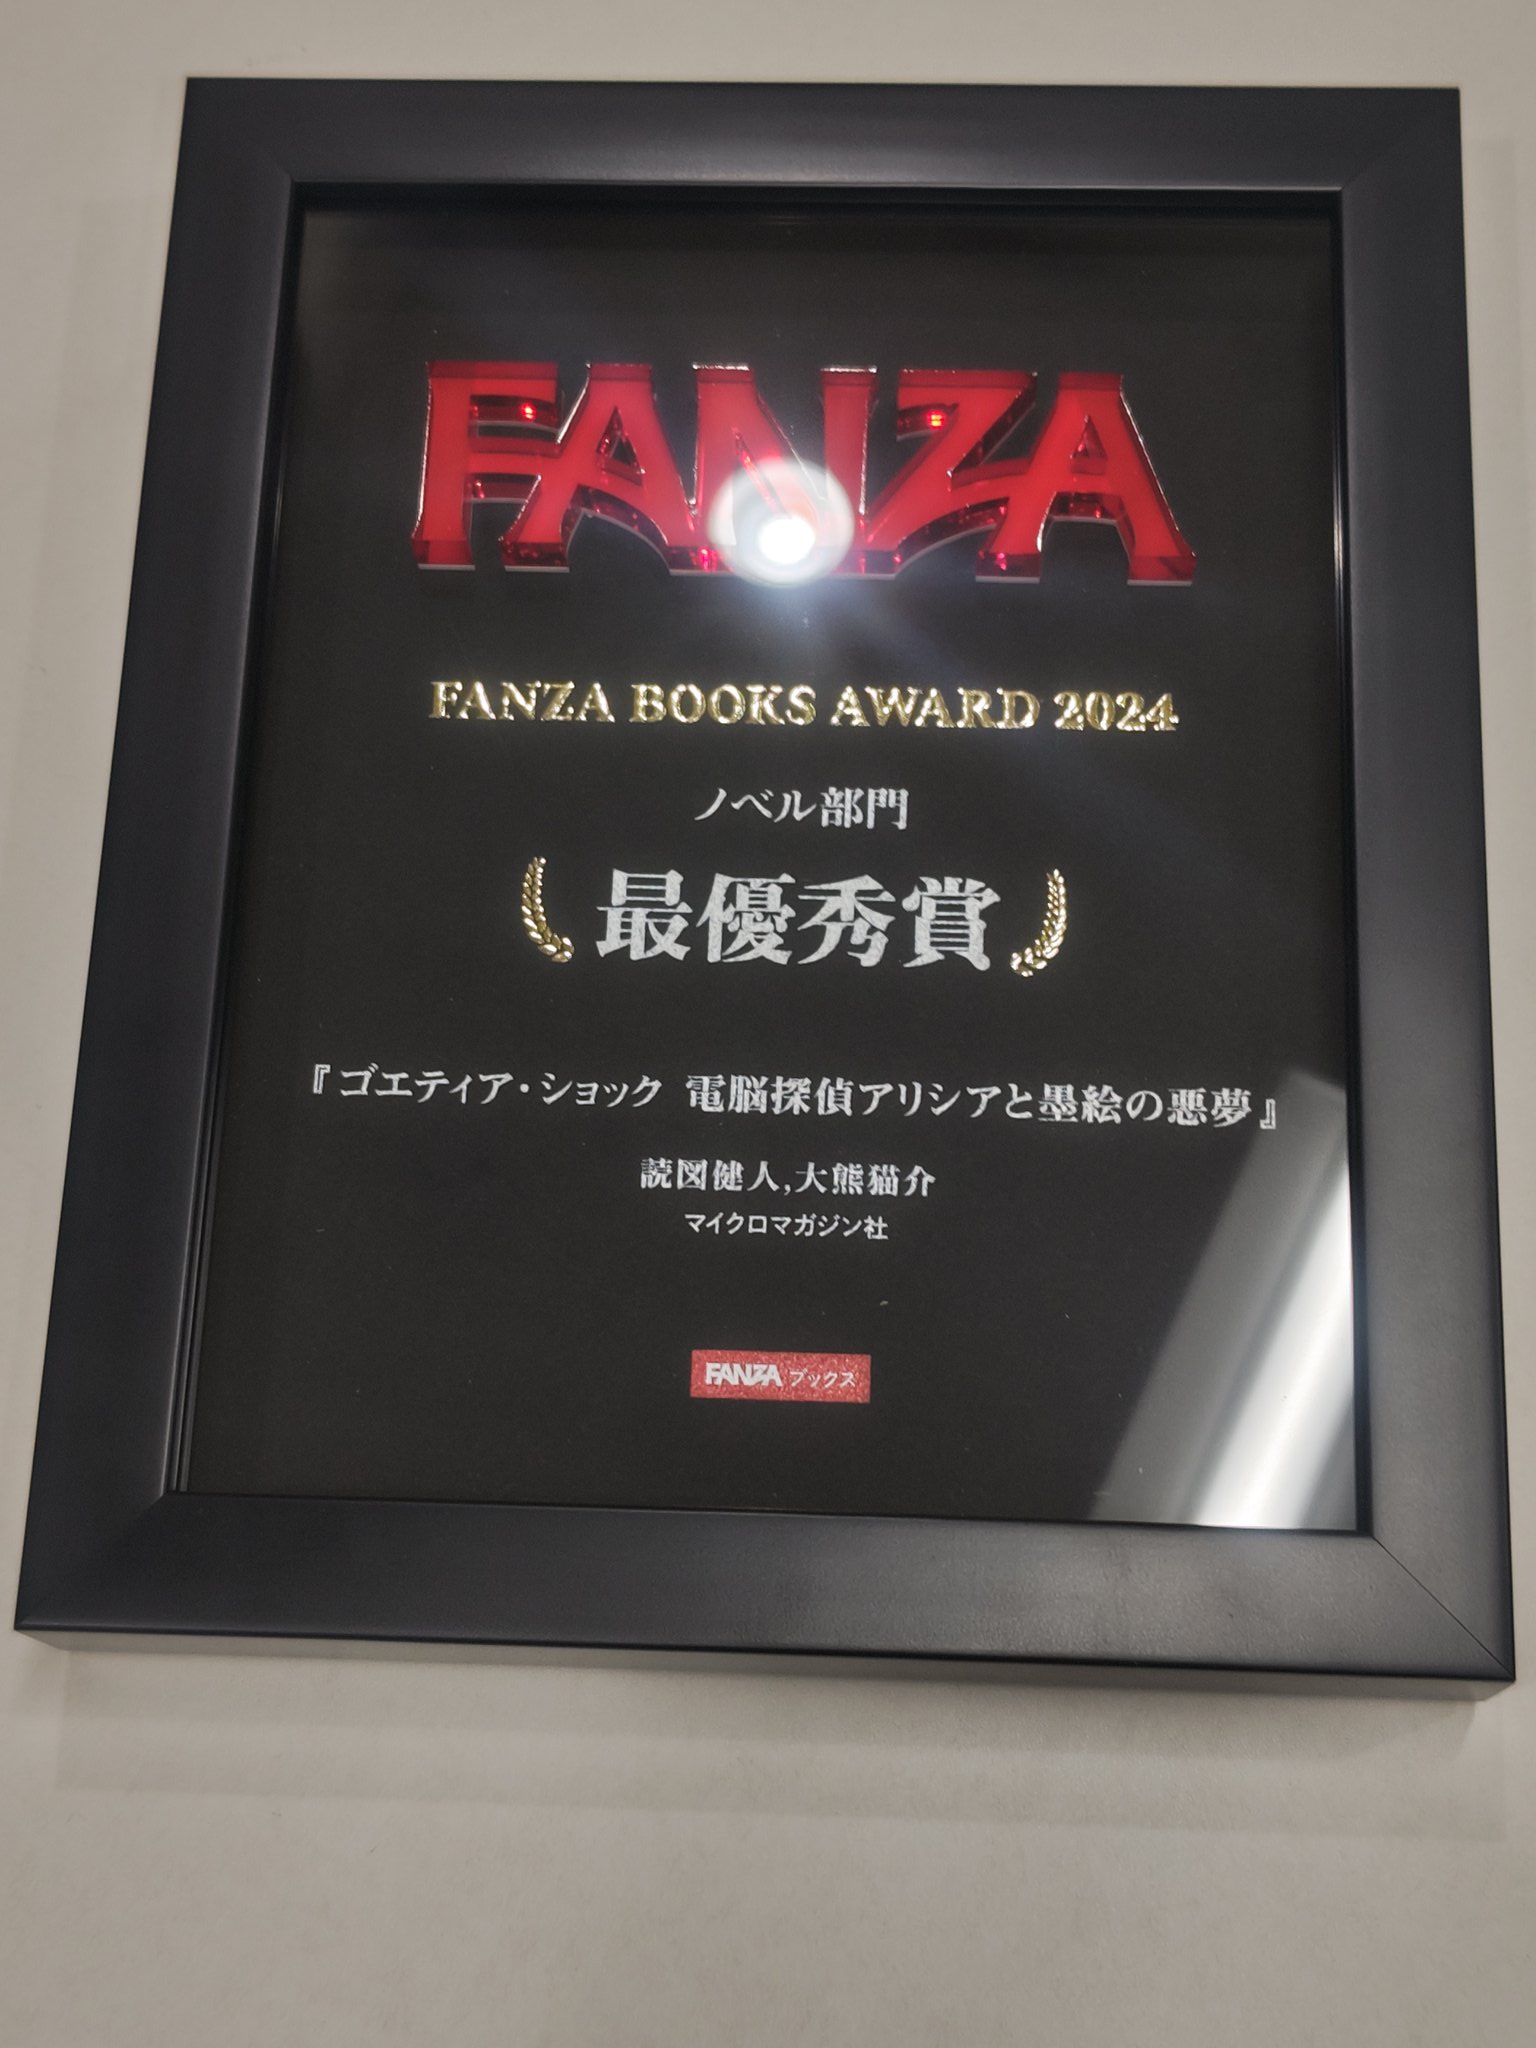 FANZA
FANZA BOOKS AWARD 2024
ノベル部門
最優秀賞
『ゴエティア・ショック 電脳探偵アリシアと墨絵の悪夢』
読図健人,大熊猫介
マイクロマガジン社
FANZA ブックス